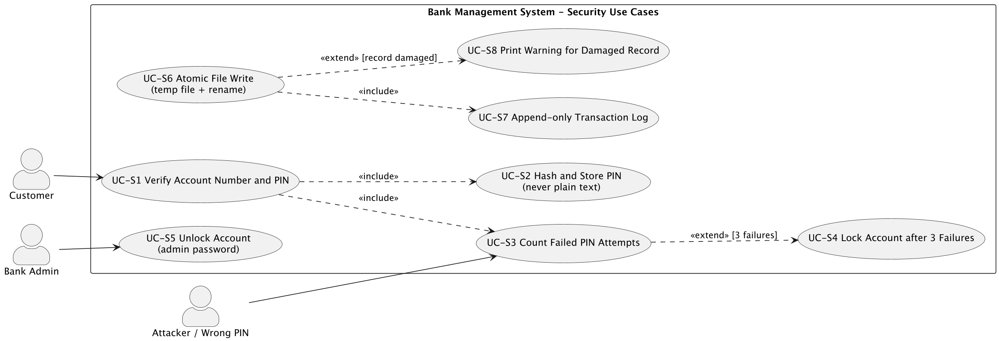 Bank Management System – Security Use Cases
UC–S8 Print Warning for Damaged Record
«extend» [record damaged]
UC–S6 Atomic File Write
(temp file + rename)
«include»
UC–S7 Append–only Transaction Log
Customer
UC–S1 Verify Account Number and PIN
«include»
UC–S2 Hash and Store PIN
(never plain text)
«include»
Bank Admin
UC–S5 Unlock Account
(admin password)
UC–S3 Count Failed PIN Attempts
«extend» [3 failures]
UC–S4 Lock Account after 3 Failures
Attacker / Wrong PIN